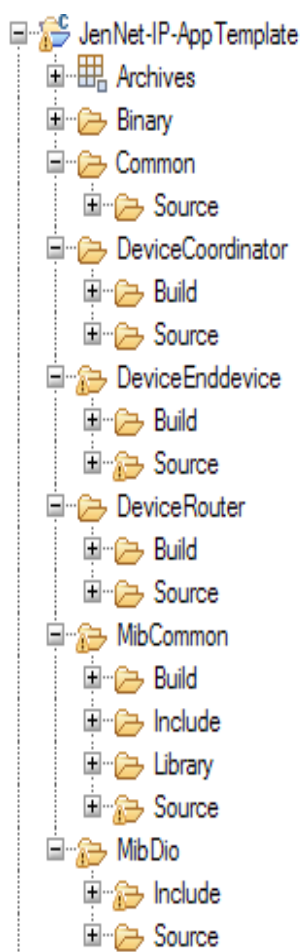 JenNet-IP-AppTemplate
Archives
Binary
Common
Source
DeviceCoordinator
Build
Source
DeviceEnddevice
Build
Source
DeviceRouter
Build
Source
MibCommon
Build
Include
Library
Source
MibDio
Include
Source